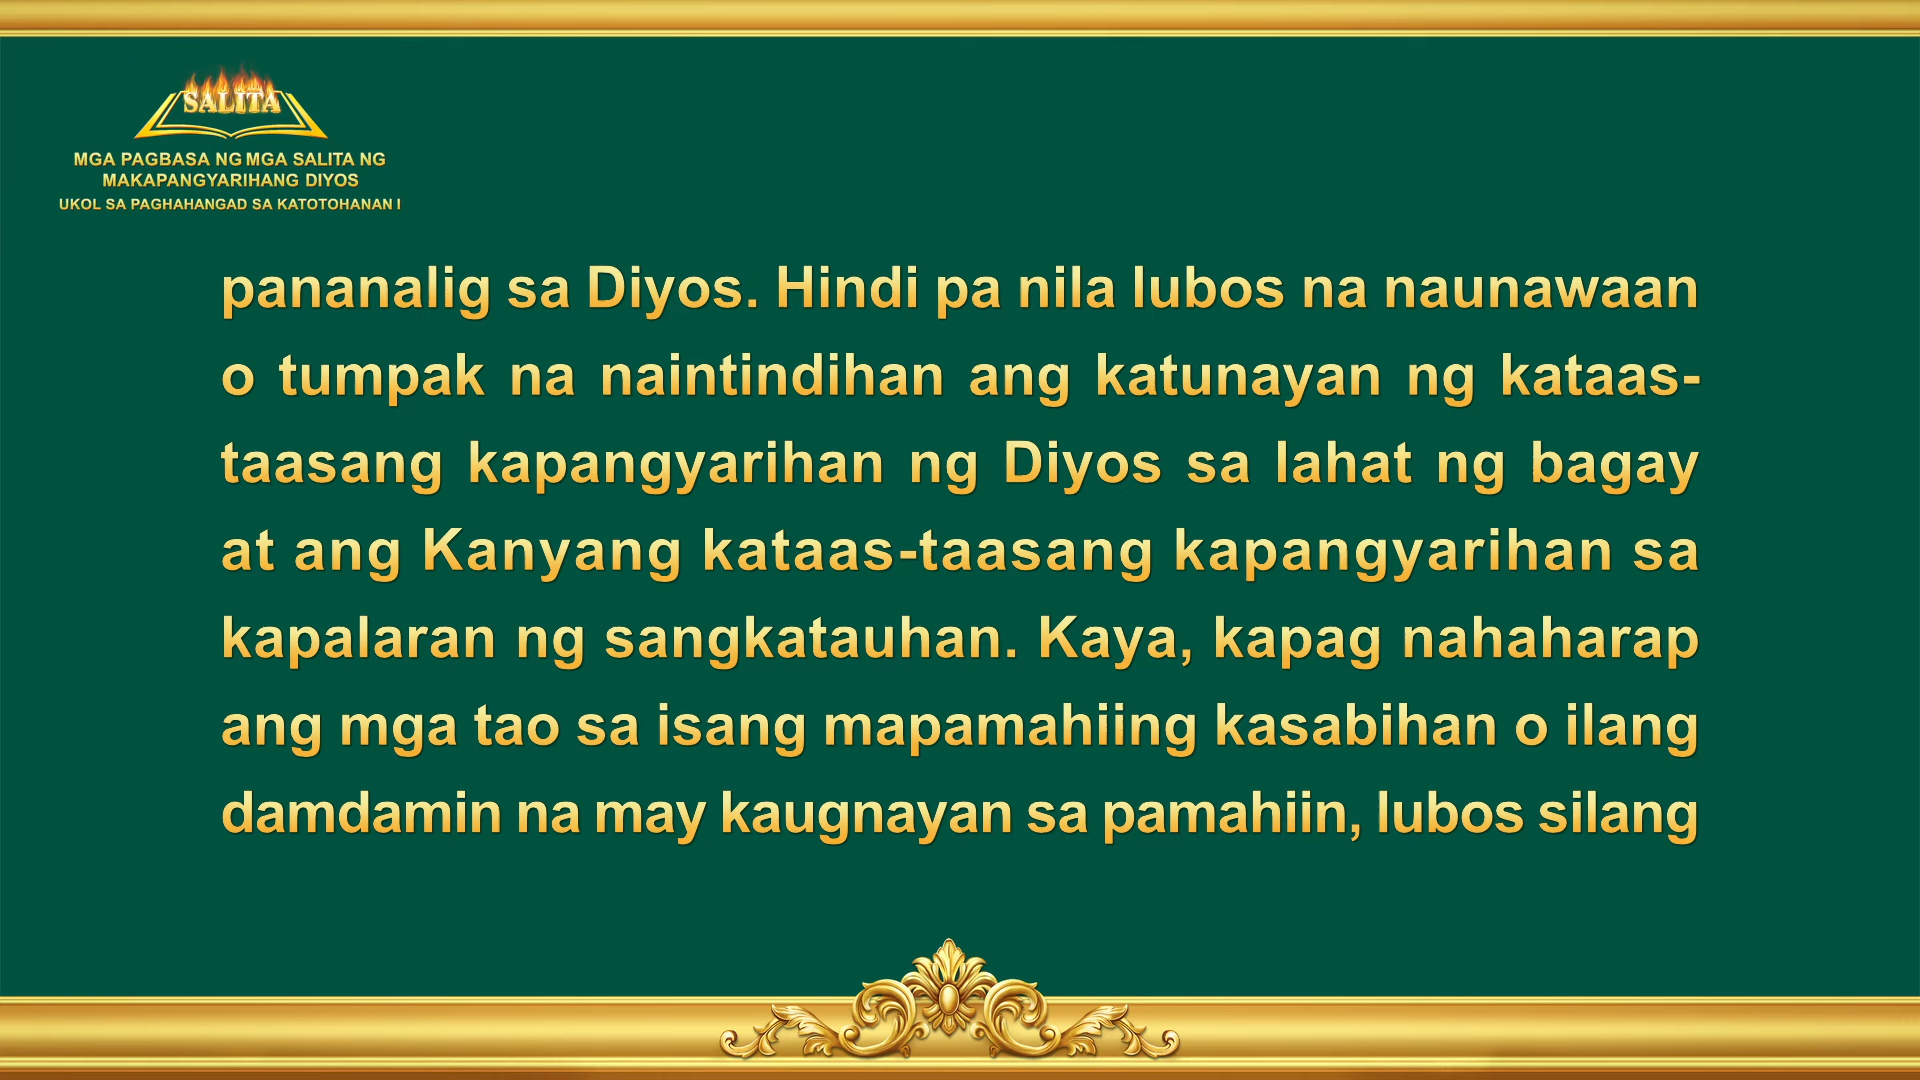 SALITA
MGA PAGBASA NG MGA SALITA NG
MAKAPANGYARIHANG DIYOS
UKOL SA PAGHAHANGAD SA KATOTOHANAN I
pananalig sa Diyos. Hindi pa nila lubos na naunawaan
o tumpak na naintindihan ang katunayan ng kataas-
taasang kapangyarihan ng Diyos sa lahat ng bagay
at ang Kanyang kataas-taasang kapangyarihan sa
kapalaran ng sangkatauhan. Kaya, kapag nahaharap
ang mga tao sa isang mapamahiing kasabihan o ilang
damdamin na may kaugnayan sa pamahiin, lubos silang